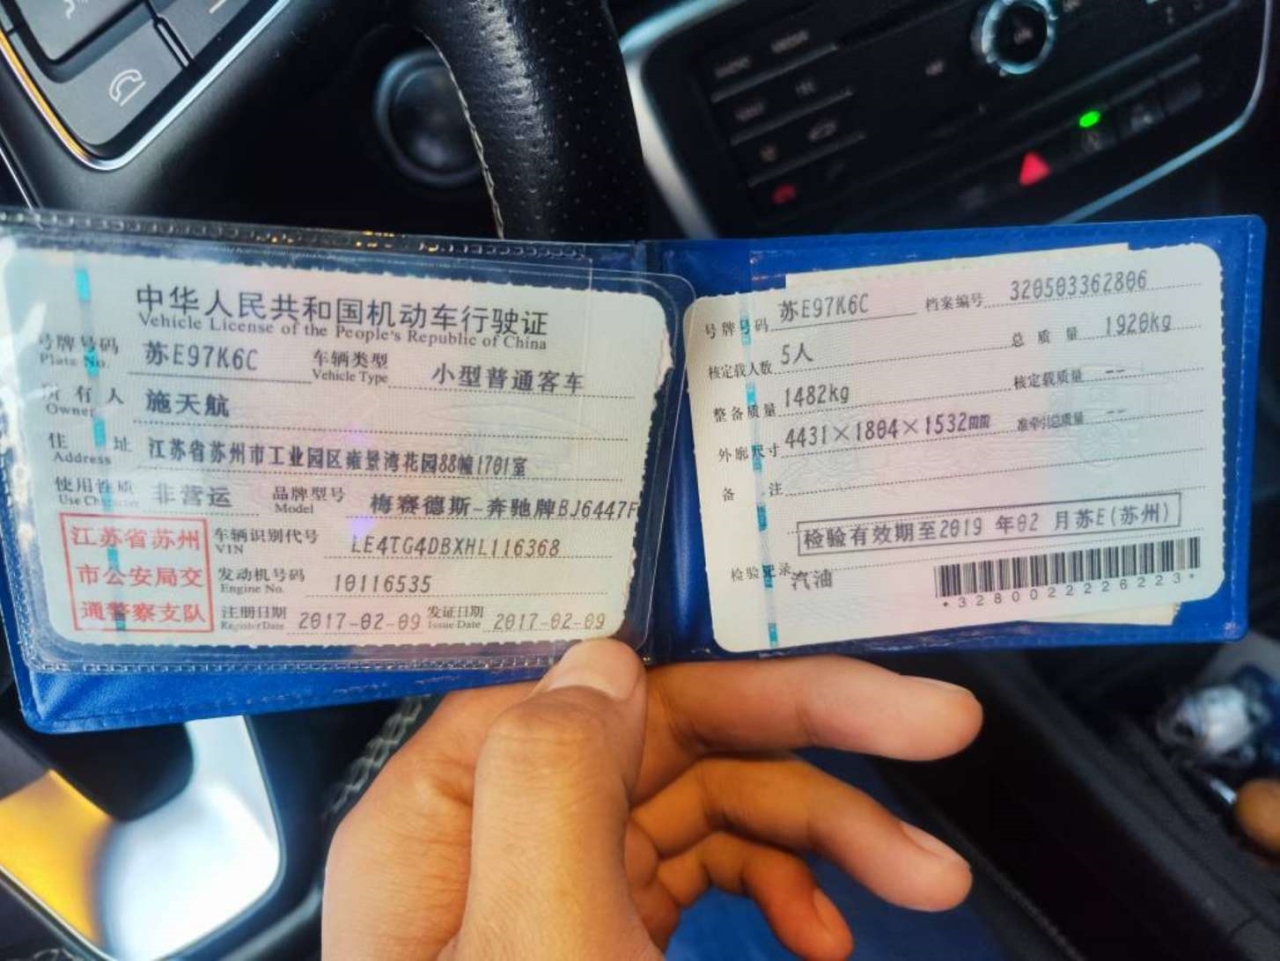 中华人民共和国机动车行驶证
Vehicle License of the People's Republic of China
号牌号码 苏E97K6C 车辆类型 小型普通客车
Plate No. Vehicle Type
所有人 施天航
Owner
住址 江苏省苏州市工业园区雍景湾花园88幢1701室
Address
使用性质 非营运 品牌型号 梅赛德斯-奔驰牌BJ6447F
Use Character Model
江苏省苏州
市公安局交
通警察支队
车辆识别代号 LE4TG4DBXHL116368
VIN
发动机号码 10116535
Engine No.
注册日期 2017-02-09 发证日期 2017-02-09
Register Date Issue Date
号牌号码 苏E97K6C 档案编号 320503362806
核定载人数 5人 总质量 1920kg
整备质量 1482kg 核定载质量 --
外廓尺寸 4431×1804×1532mm 准牵引总质量 --
备注
检验有效期至2019 年02 月苏E(苏州)
检验记录 汽油
*3280022226223*